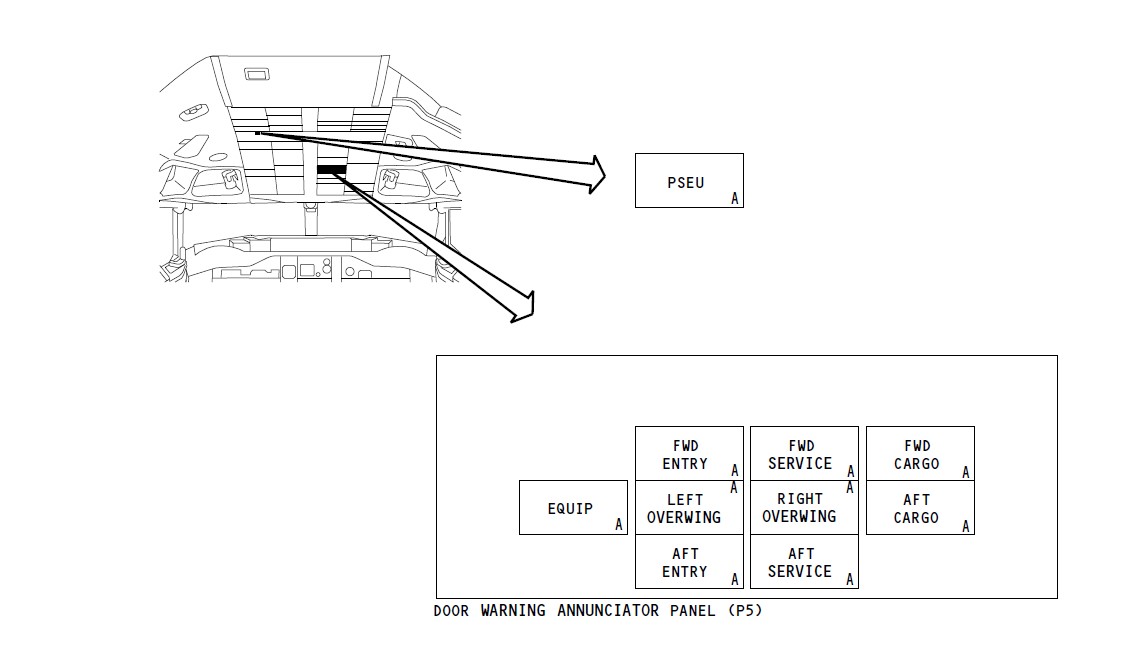 PSEU
A
FWD
ENTRY
A
FWD
SERVICE
A
FWD
CARGO
A
EQUIP
A
A
LEFT
OVERWING
A
RIGHT
OVERWING
AFT
CARGO
A
AFT
ENTRY
A
AFT
SERVICE
A
DOOR WARNING ANNUNCIATOR PANEL (P5)